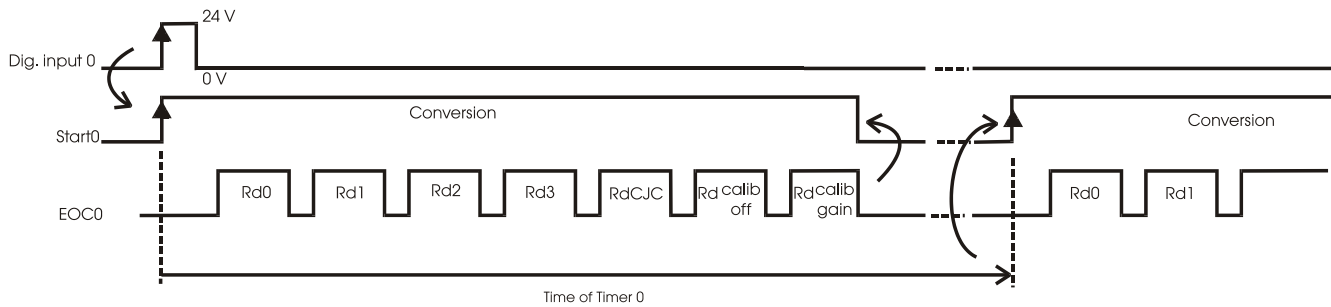 24 V
Dig. input 0
0 V
Conversion
Start0
Conversion
Rd0
Rd1
Rd2
Rd3
RdCJC
Rd calib
off
Rd calib
gain
Rd0
Rd1
EOC0
Time of Timer 0